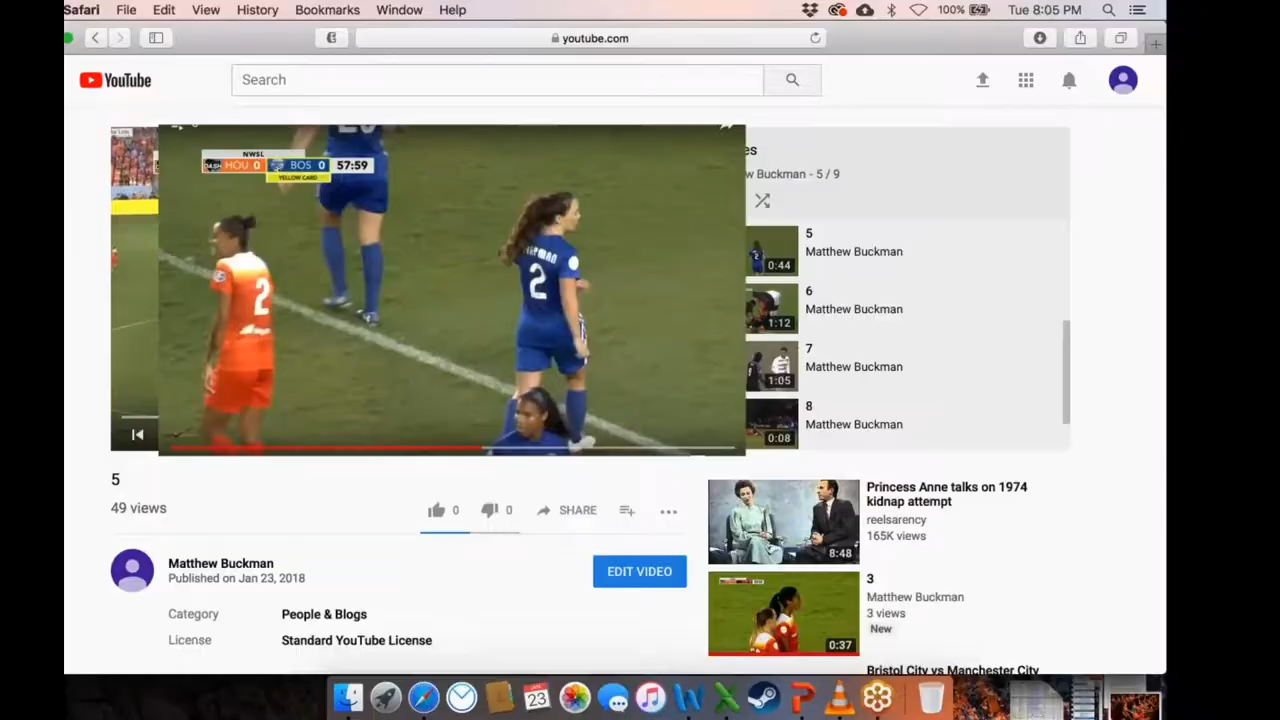 Safari File Edit View History Bookmarks Window Help 100% Tue 8:05 PM
youtube.com
YouTube
Search
NWSL
DASH HOU 0 BOS 0 57:59
YELLOW CARD
2
2
Buckman - 5 / 9
5
Matthew Buckman
0:44
6
Matthew Buckman
1:12
7
Matthew Buckman
1:05
8
Matthew Buckman
0:08
5
49 views
0 0 SHARE
Matthew Buckman
Published on Jan 23, 2018
EDIT VIDEO
Category People & Blogs
License Standard YouTube License
Princess Anne talks on 1974
kidnap attempt
reelsarency
165K views
8:48
3
Matthew Buckman
3 views
New
0:37
Bristol City vs Manchester City
JAN
23